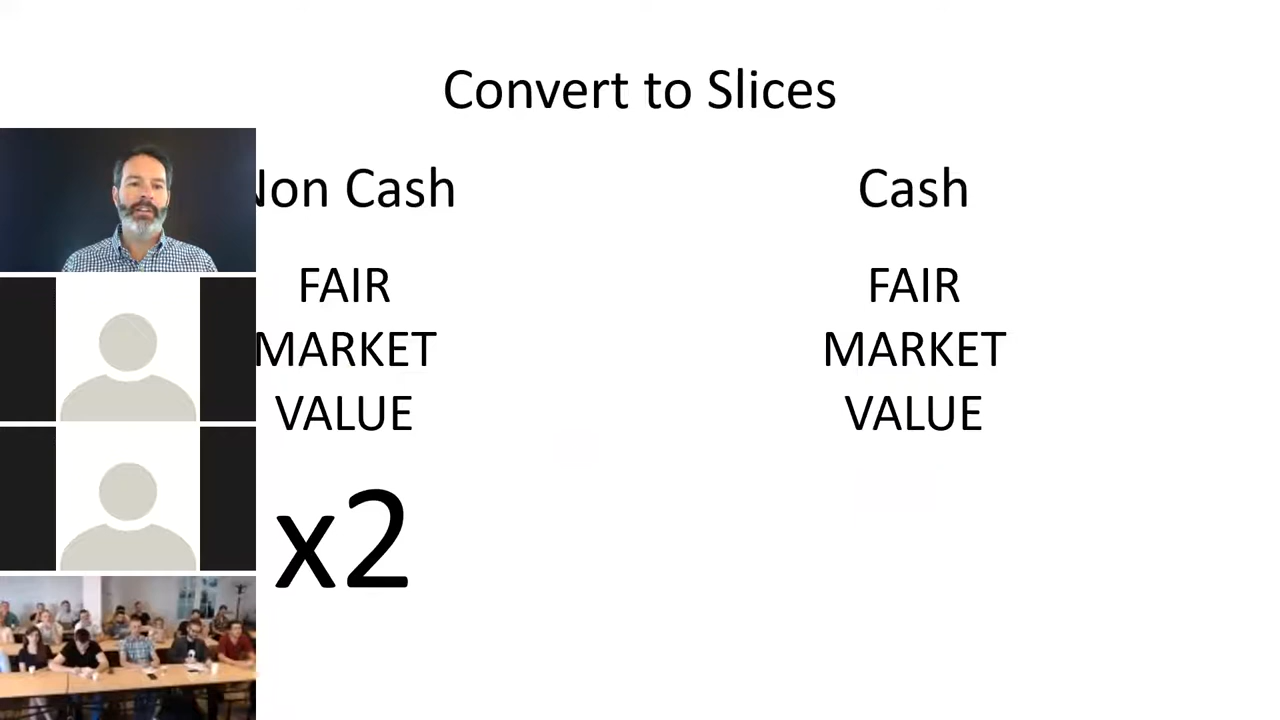 Convert to Slices
Non Cash
Cash
FAIR
MARKET
VALUE
FAIR
MARKET
VALUE
x2